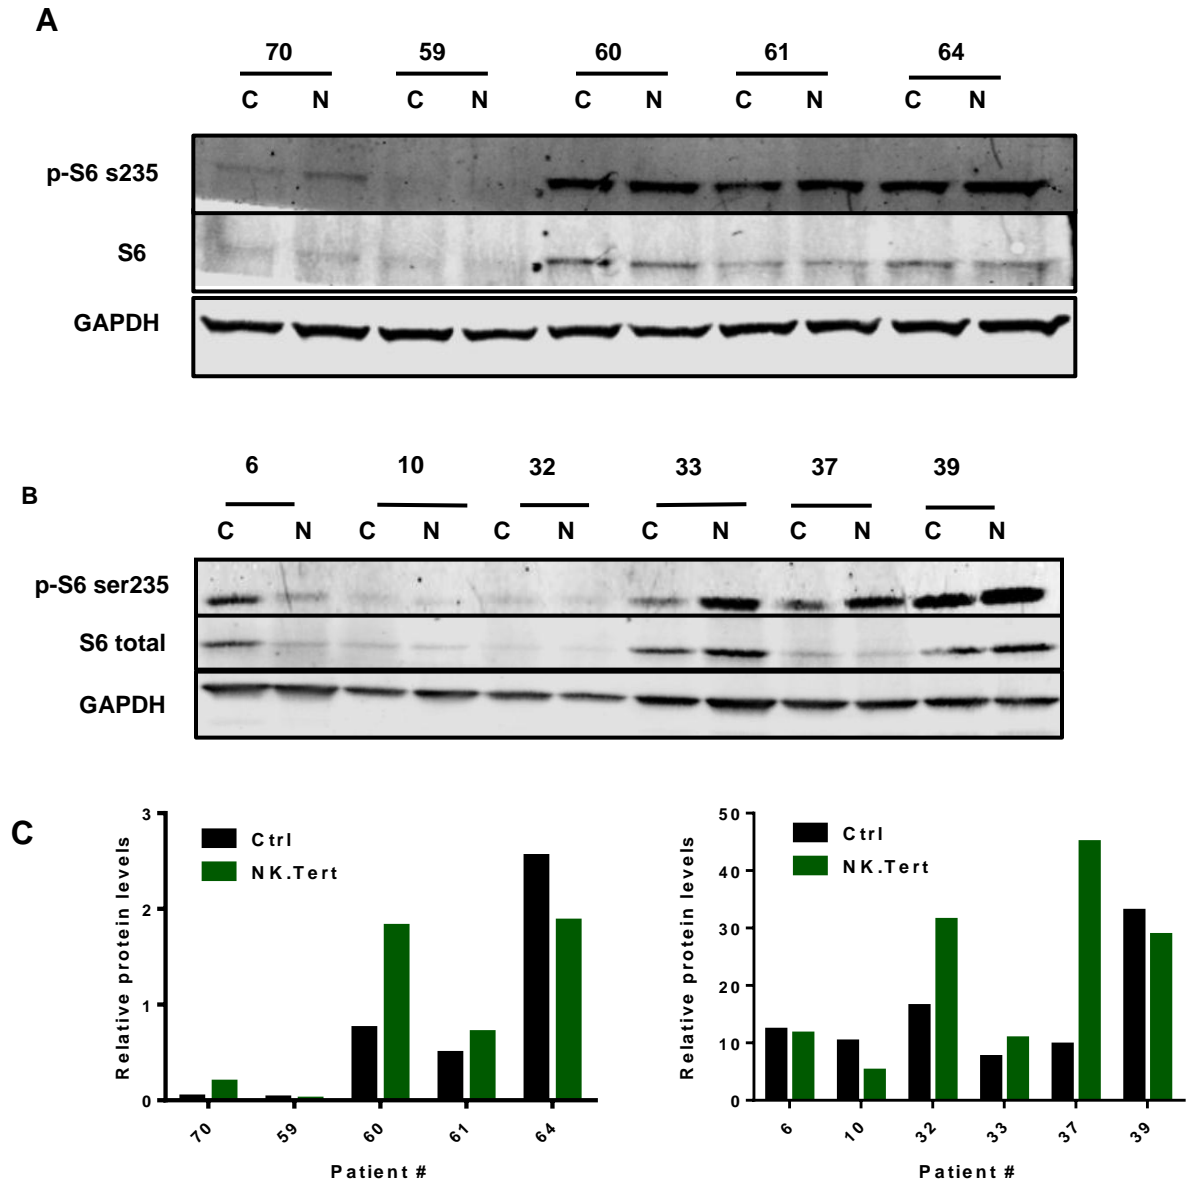 A
70 59 60 61 64
C N C N C N C N C N
p-S6 s235
S6
GAPDH
6 10 32 33 37 39
B
C N C N C N C N C N C N
p-S6 ser235
S6 total
GAPDH
C
Relative protein levels
3
2
1
0
Ctrl
NK.Tert
70 59 60 61 64
Patient #
Relative protein levels
50
40
30
20
10
0
Ctrl
NK.Tert
6 10 32 33 37 39
Patient #